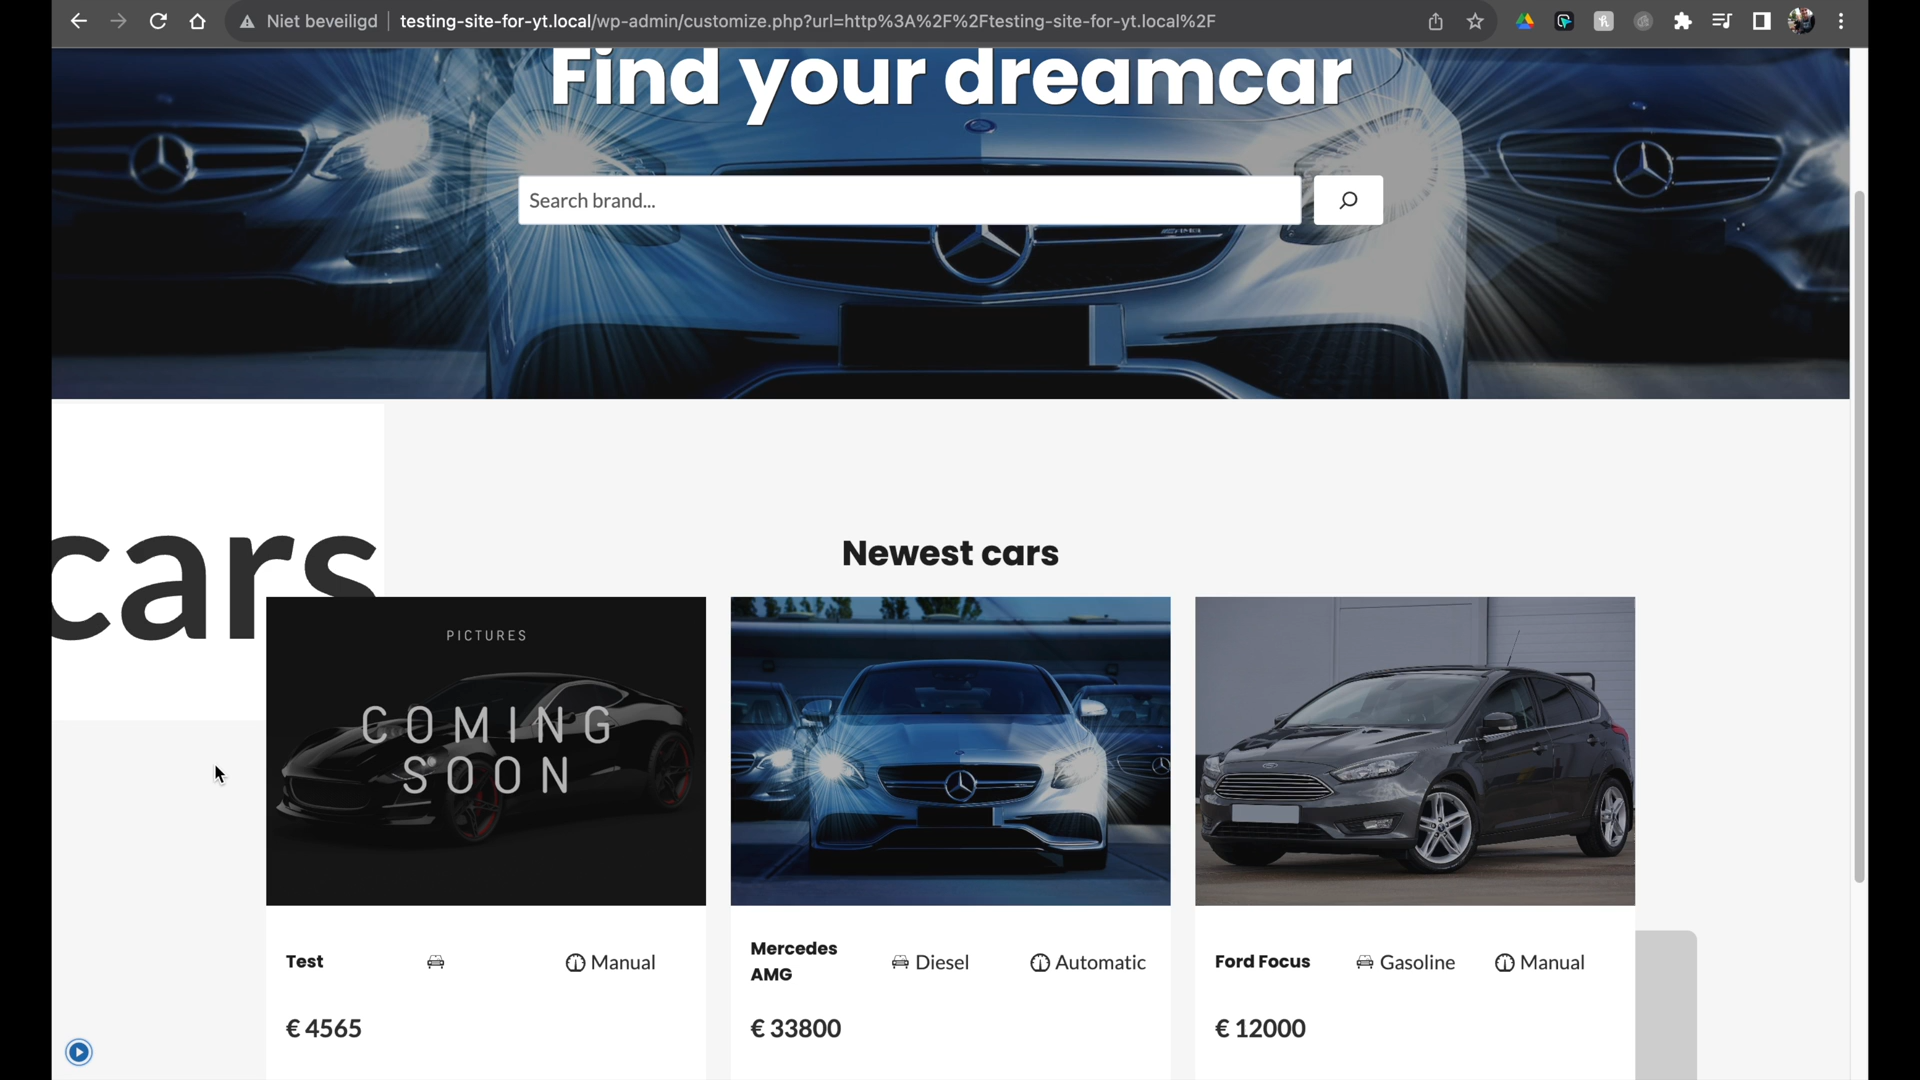 Niet beveiligd testing-site-for-yt.local/wp-admin/customize.php?url=http%3A%2F%2Ftesting-site-for-yt.local%2F
Find your dreamcar
Search brand...
cars
Newest cars
PICTURES
COMING
SOON
Test Manual
€ 4565
Mercedes
AMG
Diesel Automatic
€ 33800
Ford Focus Gasoline Manual
€ 12000